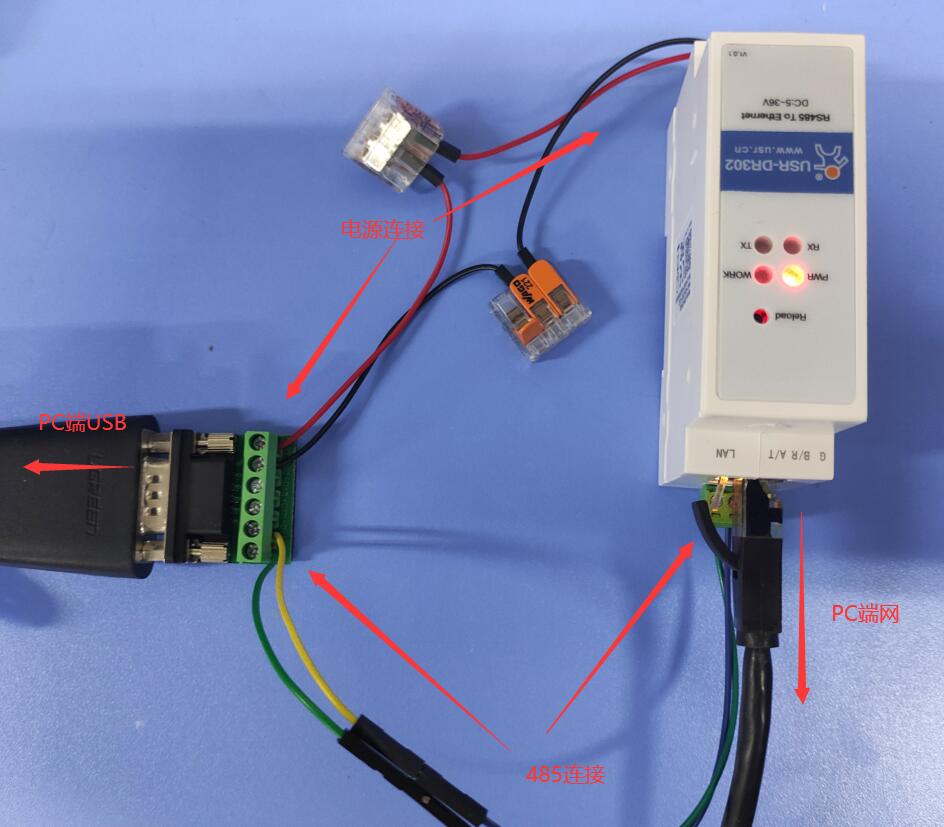 V1.0.1
DC:5~36V
RS485 To Ethernet
www.usr.cn
USR-DR302
®
电源连接
TX
RX
WORK
PWR
Reload
WAGO
221
PC端USB
UGREEN
LAN
G B/R A/T
PC端网
485连接